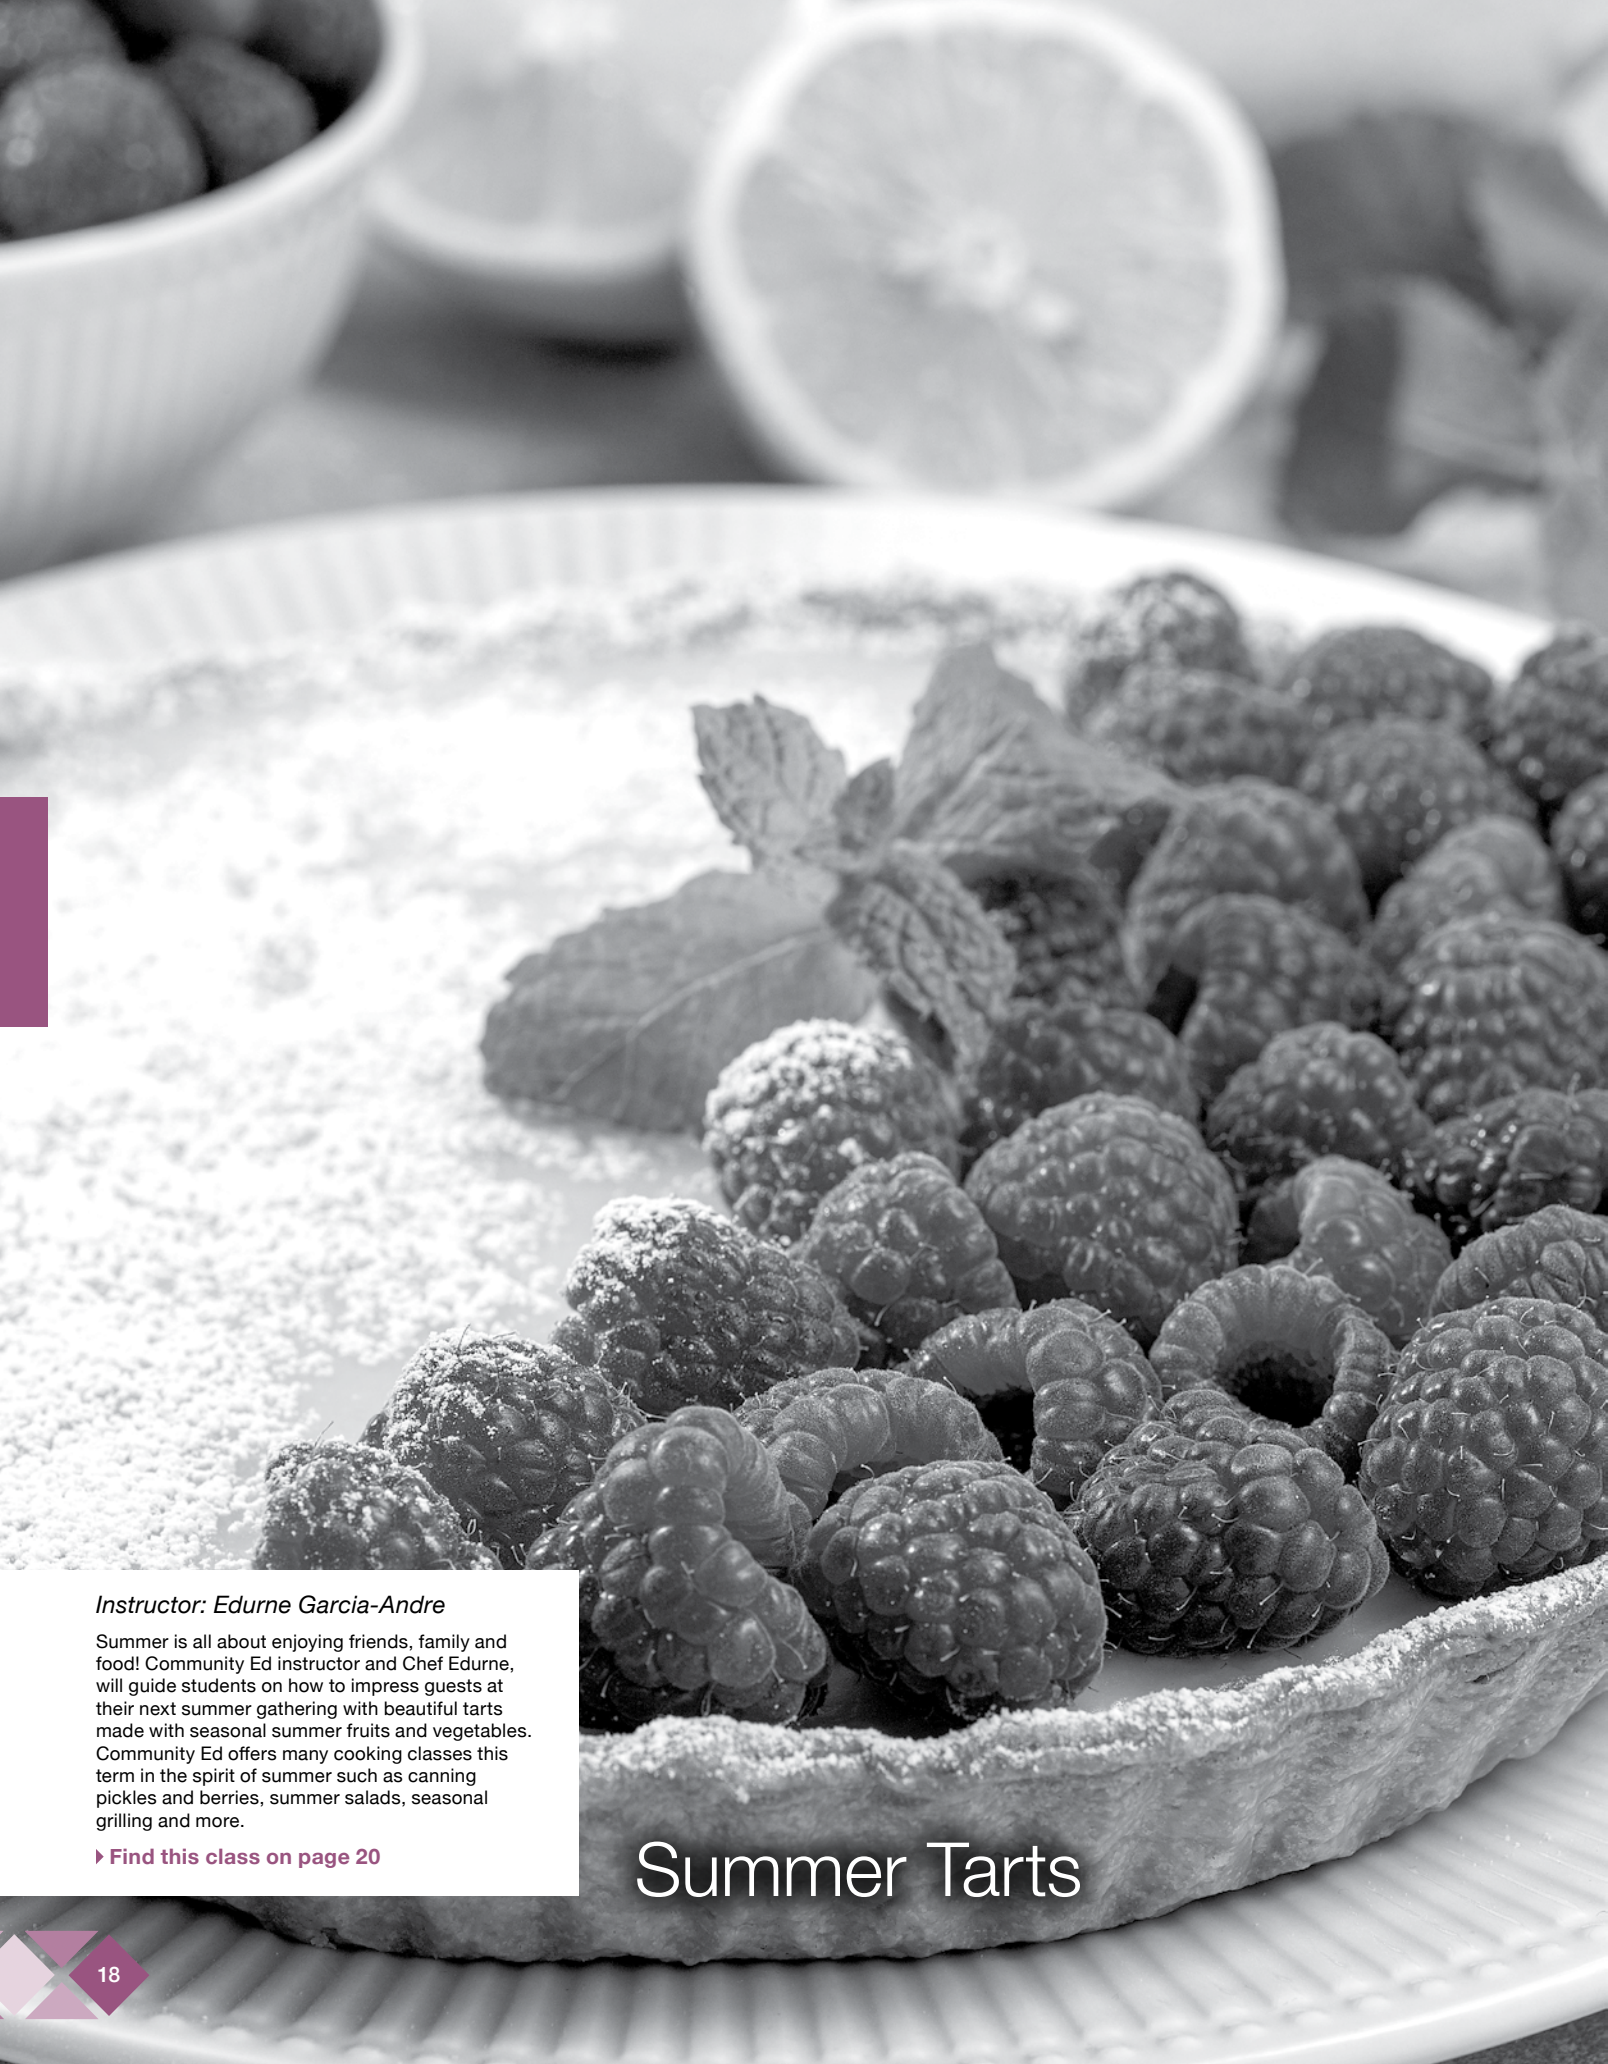 Instructor: Edurne Garcia-Andre
Summer is all about enjoying friends, family and
food! Community Ed instructor and Chef Edurne,
will guide students on how to impress guests at
their next summer gathering with beautiful tarts
made with seasonal summer fruits and vegetables.
Community Ed offers many cooking classes this
term in the spirit of summer such as canning
pickles and berries, summer salads, seasonal
grilling and more.
Find this class on page 20
Summer Tarts
18